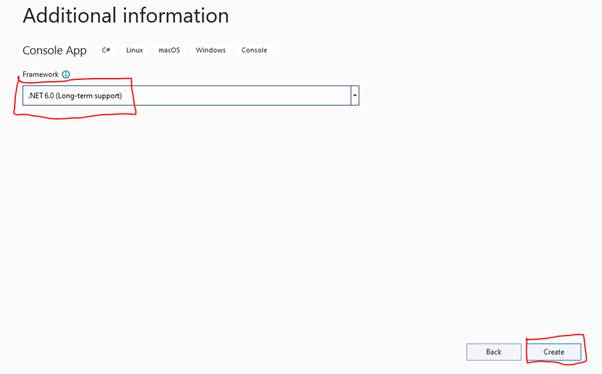 Additional information
Console App C# Linux macOS Windows Console
Framework
.NET 6.0 (Long-term support)
Back Create